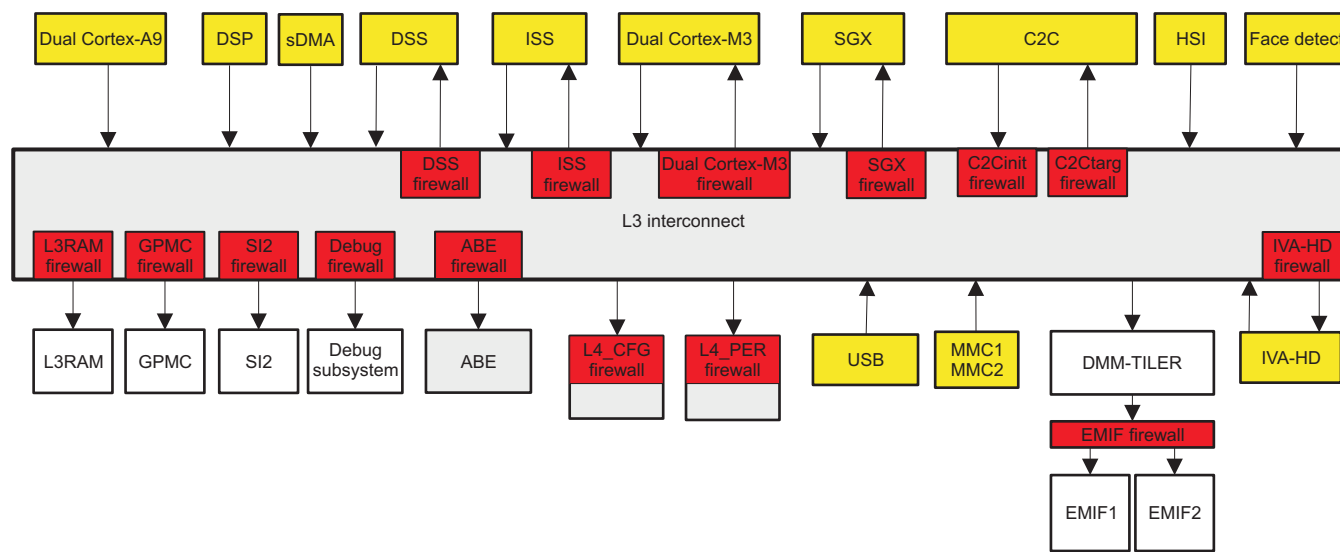 Dual Cortex-A9
DSP
sDMA
DSS
ISS
Dual Cortex-M3
SGX
C2C
HSI
Face detect
DSS
firewall
ISS
firewall
Dual Cortex-M3
firewall
SGX
firewall
C2Cinit
firewall
C2Ctarg
firewall
L3 interconnect
L3RAM
firewall
GPMC
firewall
SI2
firewall
Debug
firewall
ABE
firewall
IVA-HD
firewall
L3RAM
GPMC
SI2
Debug
subsystem
ABE
L4_CFG
firewall
L4_PER
firewall
USB
MMC1
MMC2
DMM-TILER
IVA-HD
EMIF firewall
EMIF1
EMIF2